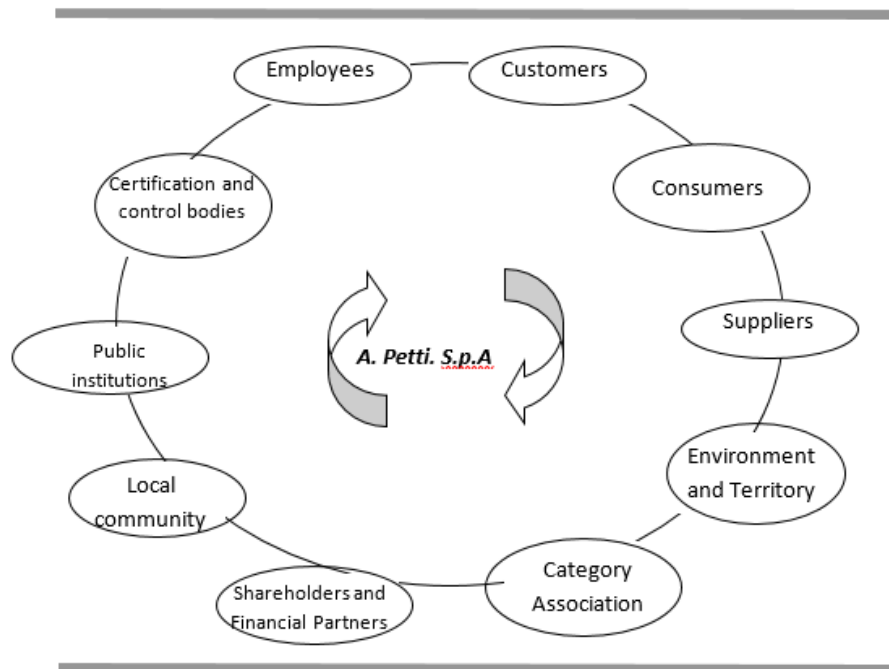 Employees
Customers
Certification and
control bodies
Consumers
Suppliers
A. Petti. S.p.A
Public
institutions
Environment
and Territory
Local
community
Category
Association
Shareholders and
Financial Partners